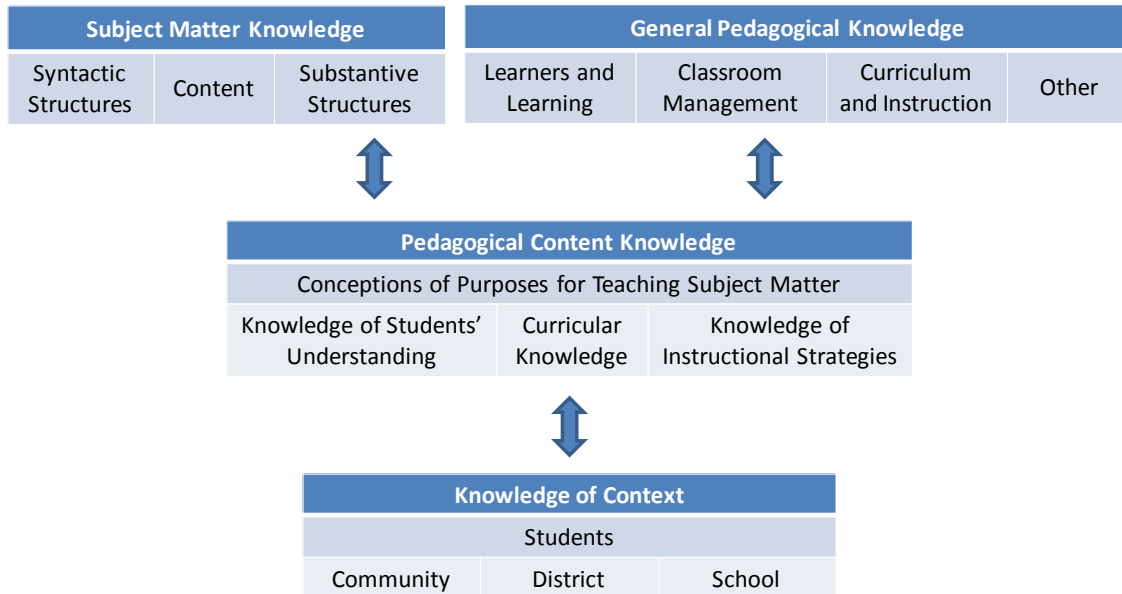 Subject Matter Knowledge
Syntactic
Structures
Content
Substantive
Structures
General Pedagogical Knowledge
Learners and
Learning
Classroom
Management
Curriculum
and Instruction
Other
Pedagogical Content Knowledge
Conceptions of Purposes for Teaching Subject Matter
Knowledge of Students’
Understanding
Curricular
Knowledge
Knowledge of
Instructional Strategies
Knowledge of Context
Students
Community
District
School